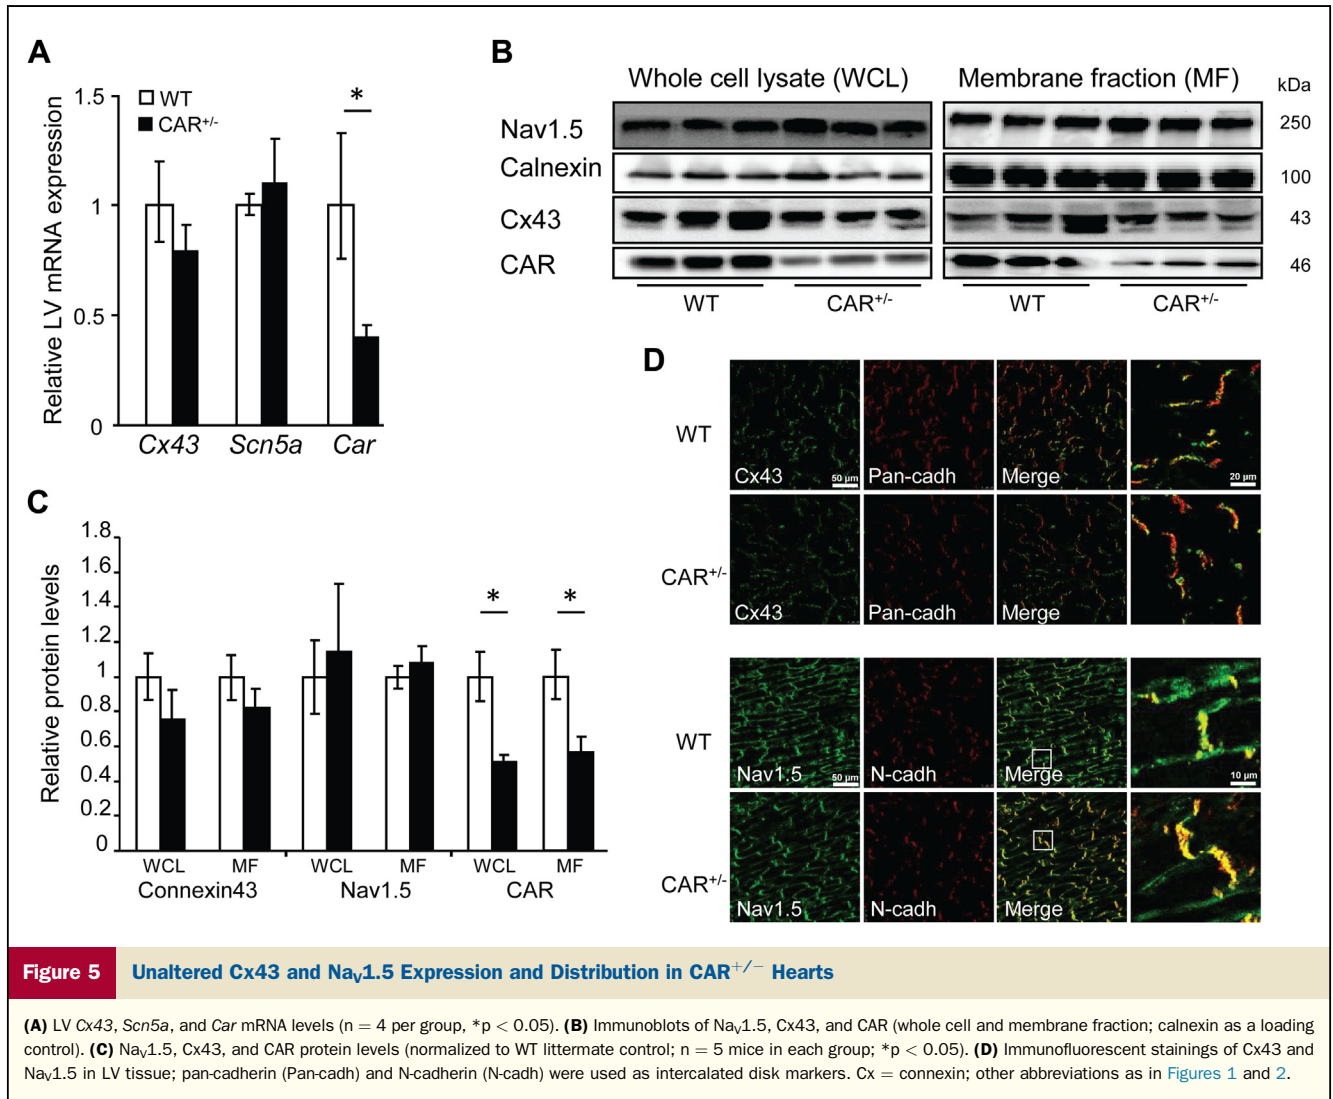 A
Relative LV mRNA expression
1.5
1
0.5
0
WT
CAR+/-
*
Cx43 Scn5a Car
B
Whole cell lysate (WCL) Membrane fraction (MF) kDa
Nav1.5 250
Calnexin 100
Cx43 43
CAR 46
WT CAR+/- WT CAR+/-
C
Relative protein levels
1.8
1.6
1.4
1.2
1
0.8
0.6
0.4
0.2
0
* *
WCL MF WCL MF WCL MF
Connexin43 Nav1.5 CAR
D
WT
Cx43 50 µm Pan-cadh Merge 20 µm
CAR+/-
Cx43 Pan-cadh Merge
WT
Nav1.5 50 µm N-cadh Merge 10 µm
CAR+/-
Nav1.5 N-cadh Merge
Figure 5 Unaltered Cx43 and NaV1.5 Expression and Distribution in CAR+/− Hearts
(A) LV Cx43, Scn5a, and Car mRNA levels (n = 4 per group, *p < 0.05). (B) Immunoblots of NaV1.5, Cx43, and CAR (whole cell and membrane fraction; calnexin as a loading
control). (C) NaV1.5, Cx43, and CAR protein levels (normalized to WT littermate control; n = 5 mice in each group; *p < 0.05). (D) Immunofluorescent stainings of Cx43 and
NaV1.5 in LV tissue; pan-cadherin (Pan-cadh) and N-cadherin (N-cadh) were used as intercalated disk markers. Cx = connexin; other abbreviations as in Figures 1 and 2.